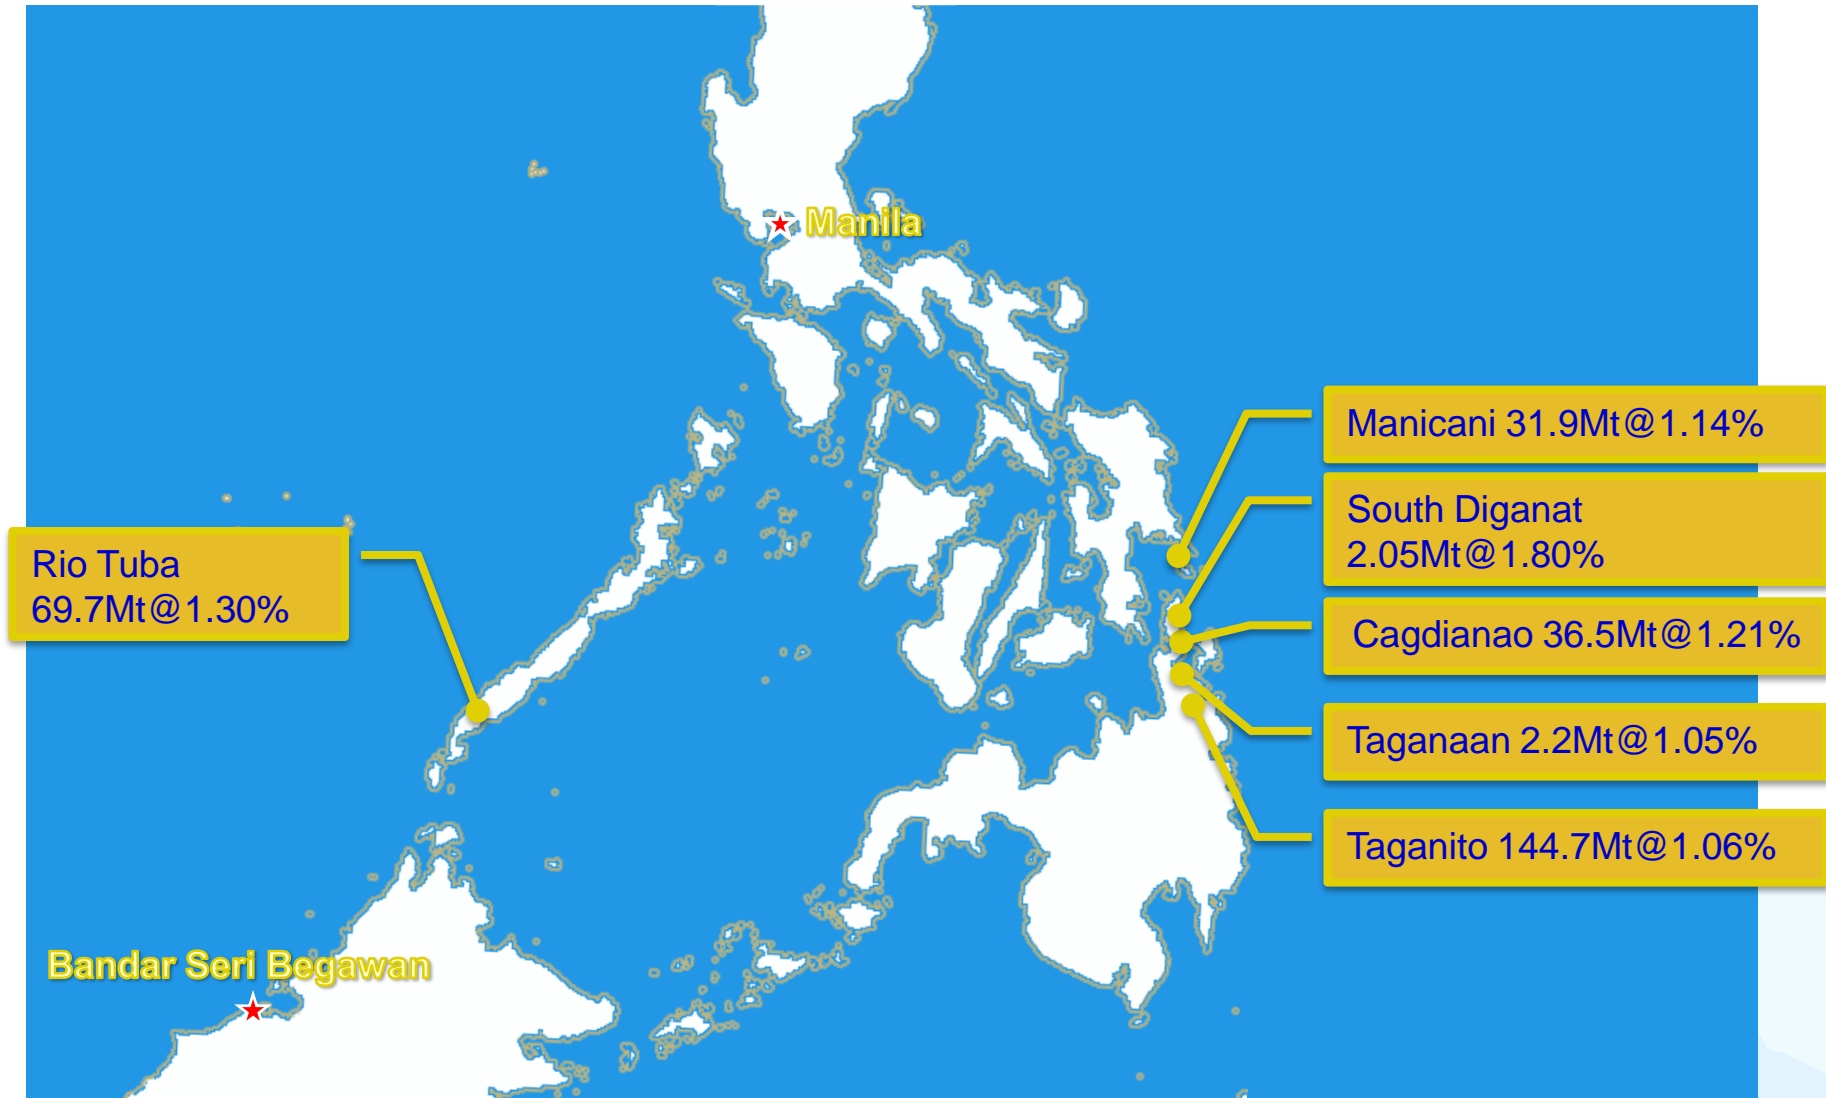 Manila
Manicani 31.9Mt@1.14%
South Diganat
2.05Mt@1.80%
Rio Tuba
69.7Mt@1.30%
Cagdianao 36.5Mt@1.21%
Taganaan 2.2Mt@1.05%
Taganito 144.7Mt@1.06%
Bandar Seri Begawan